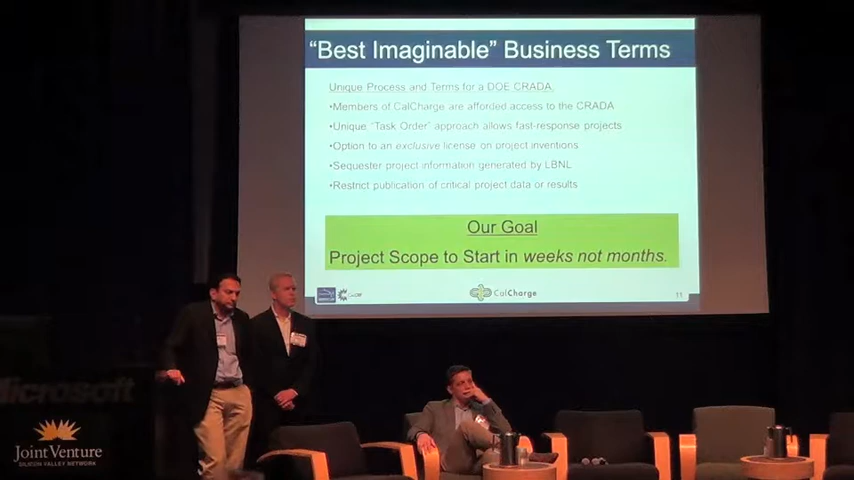 “Best Imaginable” Business Terms
Unique Process and Terms for a DOE CRADA
•Members of CalCharge are afforded access to the CRADA
•Unique “Task Order” approach allows fast-response projects
•Option to an exclusive license on project inventions
•Sequester project information generated by LBNL
•Restrict publication of critical project data or results
Our Goal
Project Scope to Start in weeks not months.
CalCharge
11
Microsoft
Joint Venture
SILICON VALLEY NETWORK